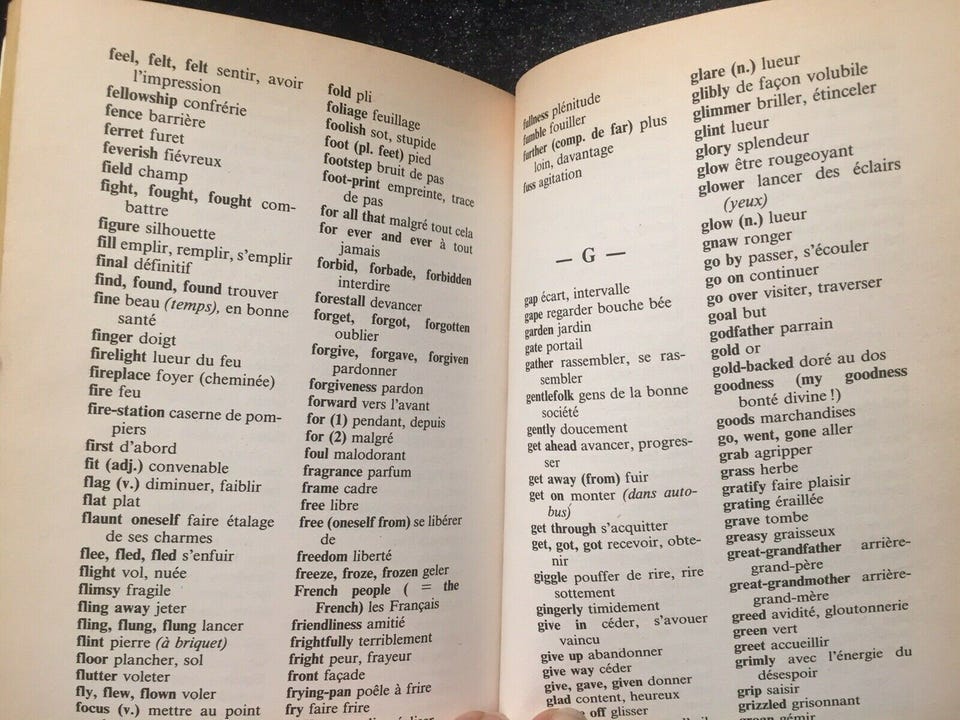 feel, felt, felt sentir, avoir
l'impression
fellowship confrérie
fence barrière
ferret furet
feverish fiévreux
field champ
fight, fought, fought com-
battre
figure silhouette
fill emplir, remplir, s'emplir
final définitif
find, found, found trouver
fine beau (temps), en bonne
santé
finger doigt
firelight lueur du feu
fireplace foyer (cheminée)
fire feu
fire-station caserne de pom-
piers
first d'abord
fit (adj.) convenable
flag (v.) diminuer, faiblir
flat plat
flaunt oneself faire étalage
de ses charmes
flee, fled, fled s'enfuir
flight vol, nuée
flimsy fragile
fling away jeter
fling, flung, flung lancer
flint pierre (à briquet)
floor plancher, sol
flutter voleter
fly, flew, flown voler
focus (v.) mettre au point
fold pli
foliage feuillage
foolish sot, stupide
foot (pl. feet) pied
footstep bruit de pas
foot-print empreinte, trace
de pas
for all that malgré tout cela
for ever and ever à tout
jamais
forbid, forbade, forbidden
interdire
forestall devancer
forget, forgot, forgotten
oublier
forgive, forgave, forgiven
pardonner
forgiveness pardon
forward vers l'avant
for (1) pendant, depuis
for (2) malgré
foul malodorant
fragrance parfum
frame cadre
free libre
free (oneself from) se libérer
de
freedom liberté
freeze, froze, frozen geler
French people ( = the
French) les Français
friendliness amitié
frightfully terriblement
fright peur, frayeur
front façade
frying-pan poêle à frire
fry faire frire
fullness plénitude
fumble fouiller
further (comp. de far) plus
loin, davantage
fuss agitation
— G —
gap écart, intervalle
gape regarder bouche bée
garden jardin
gate portail
gather rassembler, se ras-
sembler
gentlefolk gens de la bonne
société
gently doucement
get ahead avancer, progres-
ser
get away (from) fuir
get on monter (dans auto-
bus)
get through s'acquitter
get, got, got recevoir, obte-
nir
giggle pouffer de rire, rire
sottement
gingerly timidement
give in céder, s'avouer
vaincu
give up abandonner
give way céder
give, gave, given donner
glad content, heureux
off glisser
glare (n.) lueur
glibly de façon volubile
glimmer briller, étinceler
glint lueur
glory splendeur
glow être rougeoyant
glower lancer des éclairs
(yeux)
glow (n.) lueur
gnaw ronger
go by passer, s'écouler
go on continuer
go over visiter, traverser
goal but
godfather parrain
gold or
gold-backed doré au dos
goodness (my goodness
bonté divine !)
goods marchandises
go, went, gone aller
grab agripper
grass herbe
gratify faire plaisir
grating éraillée
grave tombe
greasy graisseux
great-grandfather arrière-
grand-père
great-grandmother arrière-
grand-mère
greed avidité, gloutonnerie
green vert
greet accueillir
grimly avec l'énergie du
désespoir
grip saisir
grizzled grisonnant
gémir